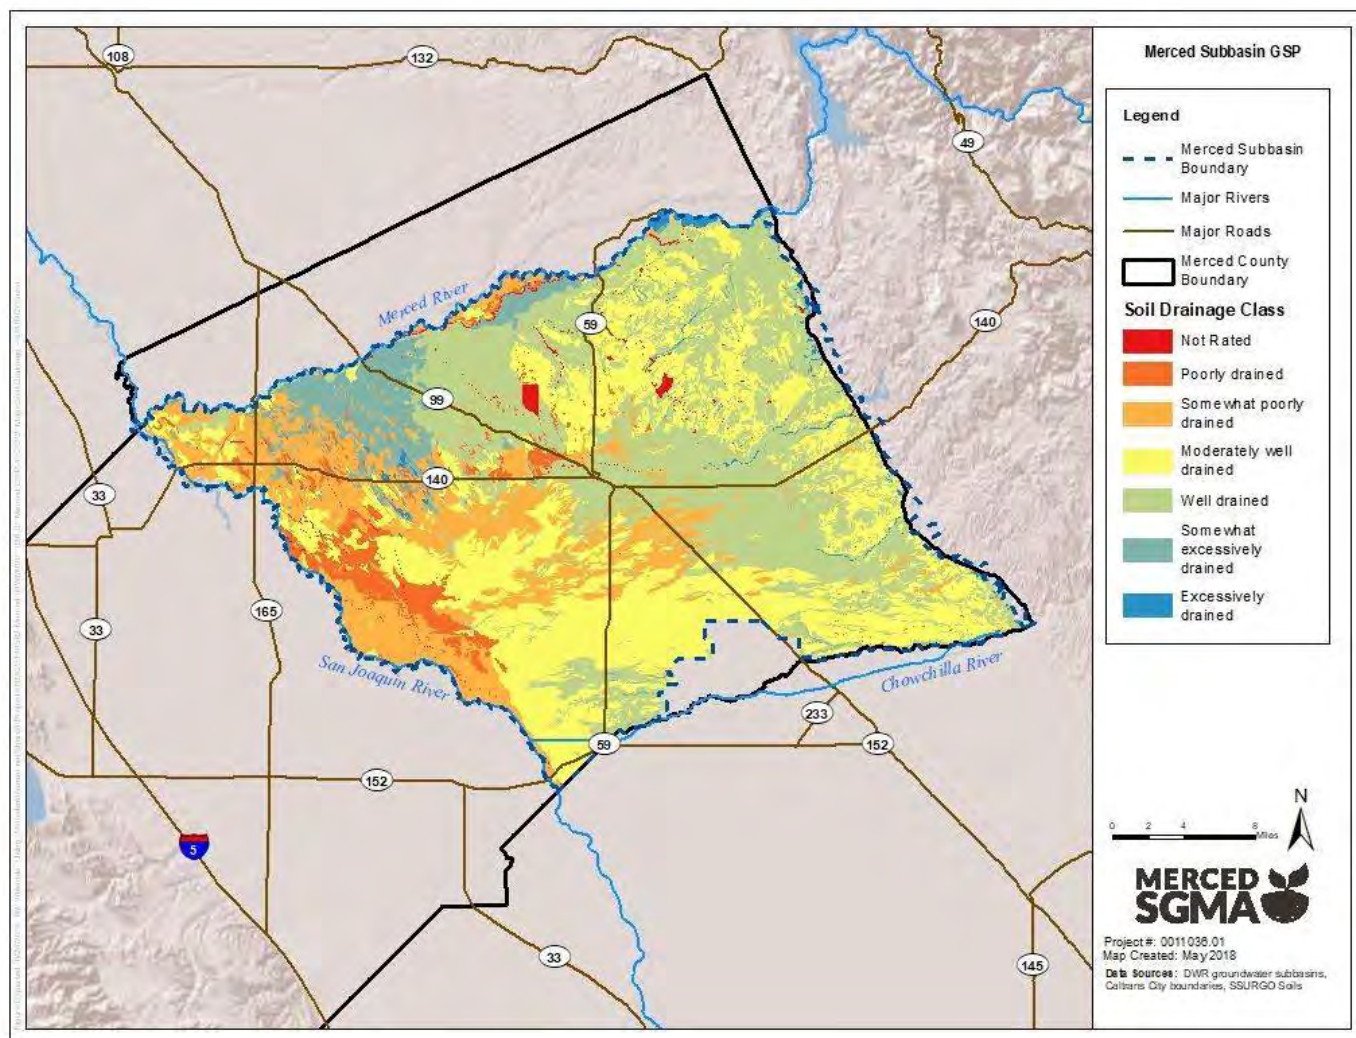 Merced Subbasin GSP
Legend
Merced Subbasin
Boundary
Major Rivers
Major Roads
Merced County
Boundary
Soil Drainage Class
Not Rated
Poorly drained
Somewhat poorly
drained
Moderately well
drained
Well drained
Somewhat
excessively
drained
Excessively
drained
108
132
49
Merced River
59
140
99
33
140
165
33
San Joaquin River
Chowchilla River
233
59
152
152
5
33
145
N
0 2 4 8
Miles
MERCED
SGMA
Project #: 0011036.01
Map Created: May 2018
Data Sources: DWR groundwater subbasins,
Caltrans City boundaries, SSURGO Soils